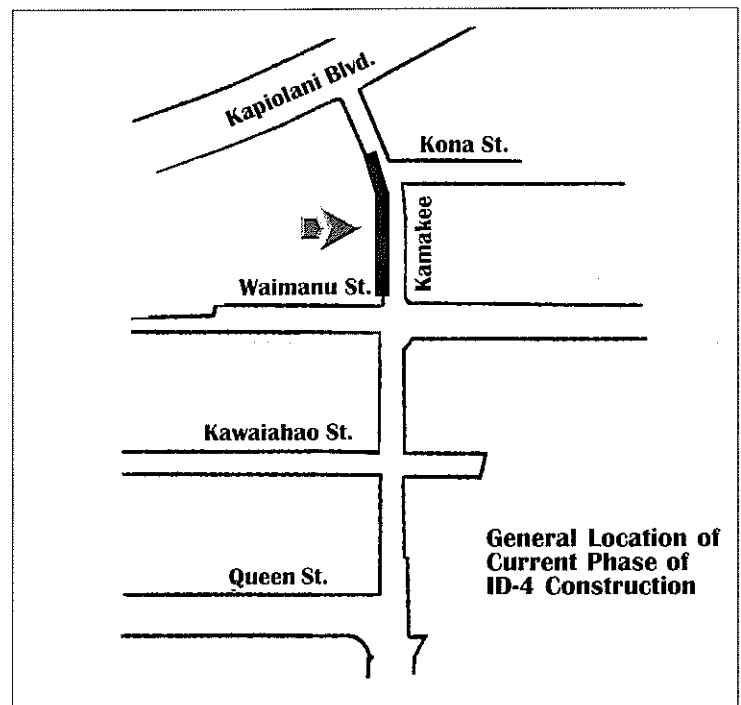 Kapiolani Blvd.
Kona St.
Kamakee
Waimanu St.
Kawaiahao St.
General Location of
Current Phase of
ID-4 Construction
Queen St.